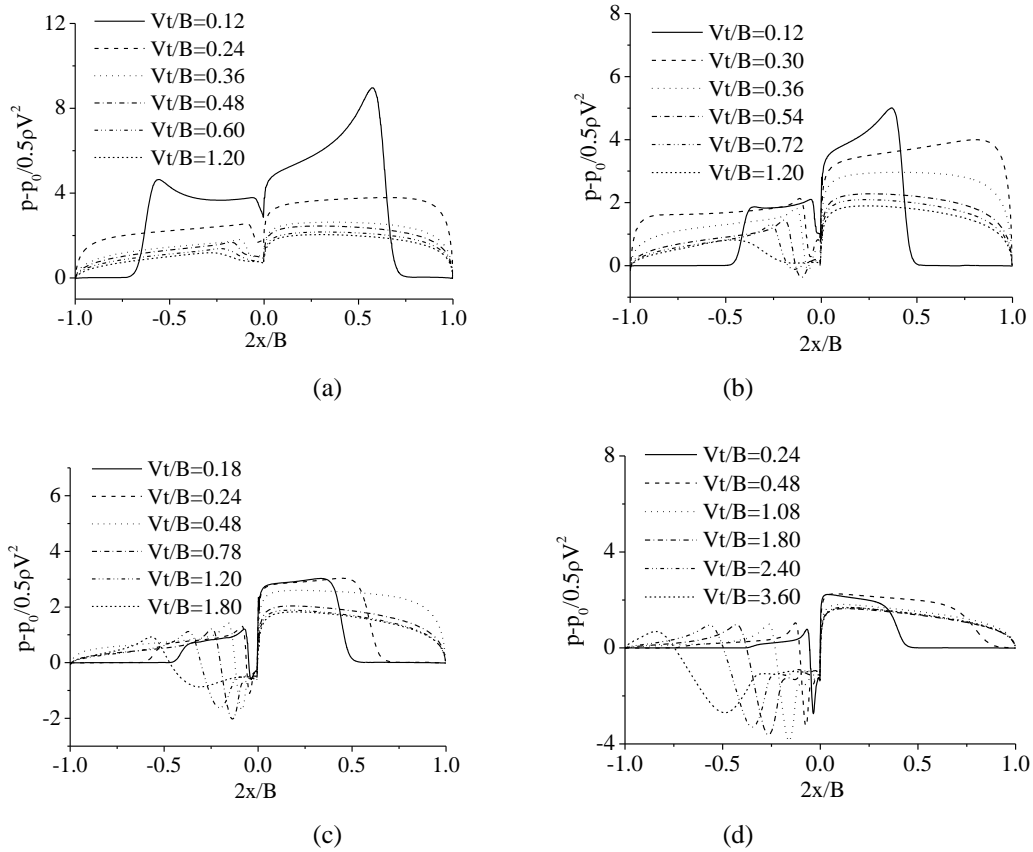 12
8
4
0
p-p₀/0.5ρV²
Vt/B=0.12
Vt/B=0.24
Vt/B=0.36
Vt/B=0.48
Vt/B=0.60
Vt/B=1.20
-1.0 -0.5 0.0 0.5 1.0
2x/B
(a)
8
6
4
2
0
p-p₀/0.5ρV²
Vt/B=0.12
Vt/B=0.30
Vt/B=0.36
Vt/B=0.54
Vt/B=0.72
Vt/B=1.20
-1.0 -0.5 0.0 0.5 1.0
2x/B
(b)
6
4
2
0
-2
p-p₀/0.5ρV²
Vt/B=0.18
Vt/B=0.24
Vt/B=0.48
Vt/B=0.78
Vt/B=1.20
Vt/B=1.80
-1.0 -0.5 0.0 0.5 1.0
2x/B
(c)
8
4
0
-4
p-p₀/0.5ρV²
Vt/B=0.24
Vt/B=0.48
Vt/B=1.08
Vt/B=1.80
Vt/B=2.40
Vt/B=3.60
-1.0 -0.5 0.0 0.5 1.0
2x/B
(d)